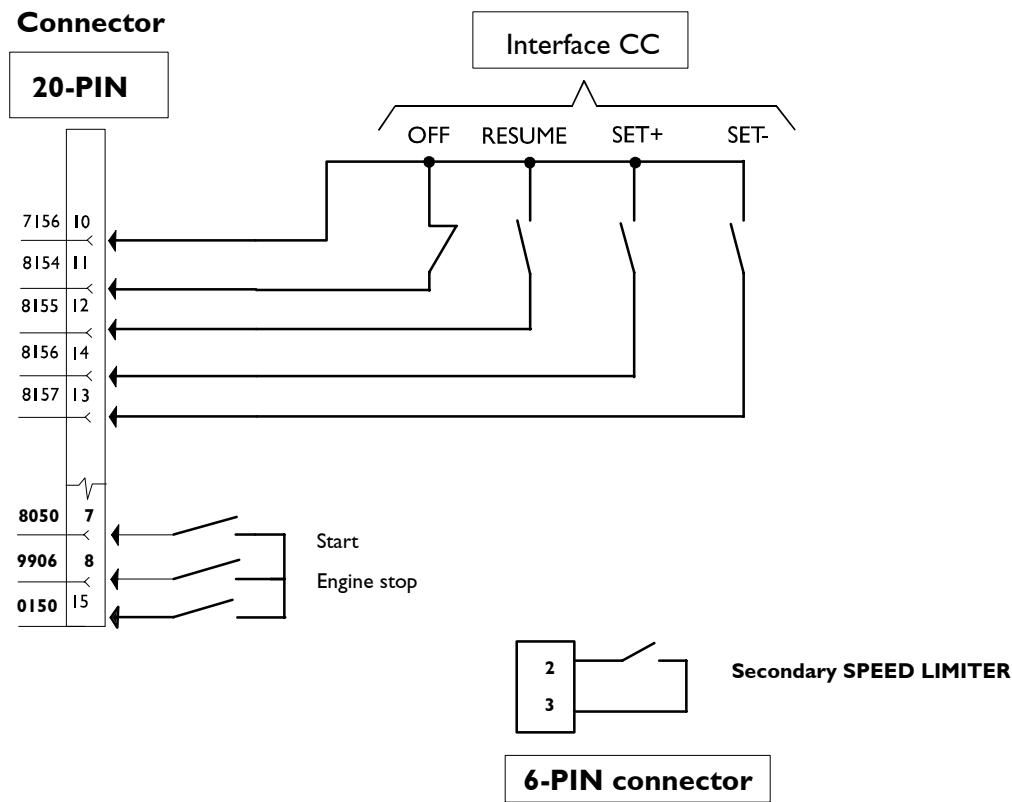 Connector
20-PIN
Interface CC
OFF RESUME SET+ SET-
7156 10
8154 11
8155 12
8156 14
8157 13
8050 7
Start
9906 8
Engine stop
0150 15
2
Secondary SPEED LIMITER
3
6-PIN connector